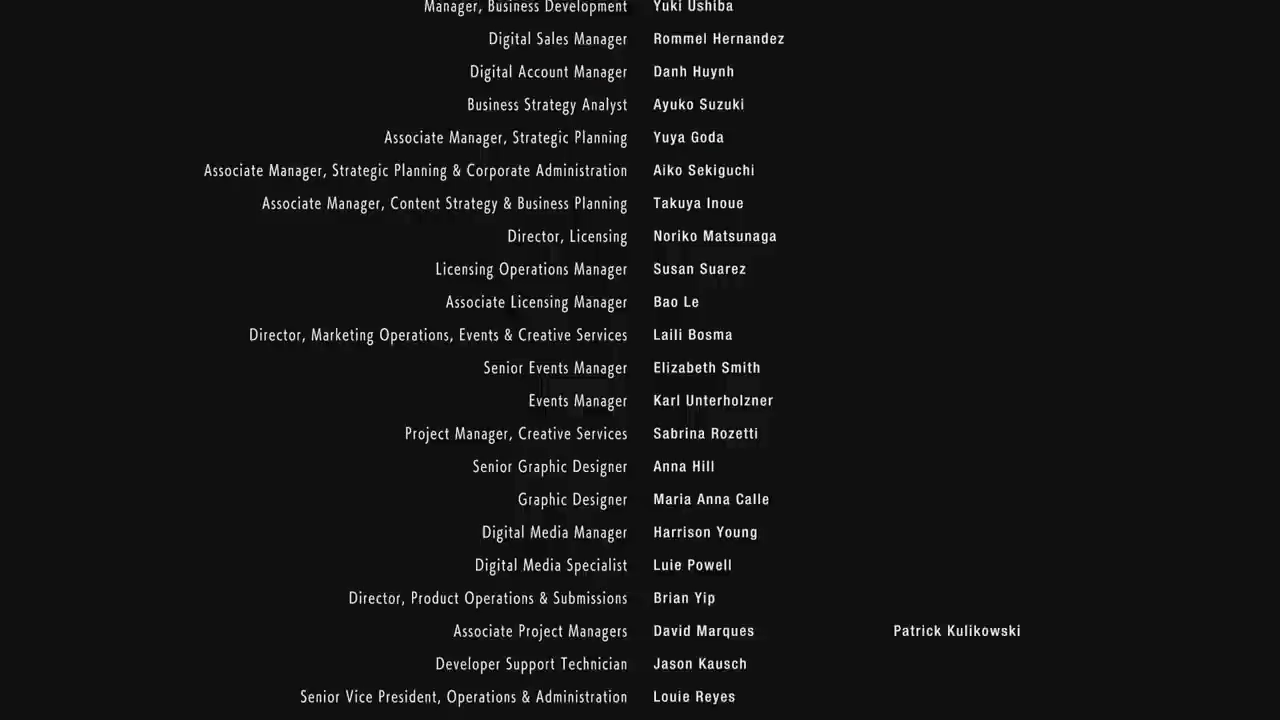 Manager, Business Development Yuki Ushiba
Digital Sales Manager Rommel Hernandez
Digital Account Manager Danh Huynh
Business Strategy Analyst Ayuko Suzuki
Associate Manager, Strategic Planning Yuya Goda
Associate Manager, Strategic Planning & Corporate Administration Aiko Sekiguchi
Associate Manager, Content Strategy & Business Planning Takuya Inoue
Director, Licensing Noriko Matsunaga
Licensing Operations Manager Susan Suarez
Associate Licensing Manager Bao Le
Director, Marketing Operations, Events & Creative Services Laili Bosma
Senior Events Manager Elizabeth Smith
Events Manager Karl Unterholzner
Project Manager, Creative Services Sabrina Rozetti
Senior Graphic Designer Anna Hill
Graphic Designer Maria Anna Calle
Digital Media Manager Harrison Young
Digital Media Specialist Luie Powell
Director, Product Operations & Submissions Brian Yip
Associate Project Managers David Marques Patrick Kulikowski
Developer Support Technician Jason Kausch
Senior Vice President, Operations & Administration Louie Reyes